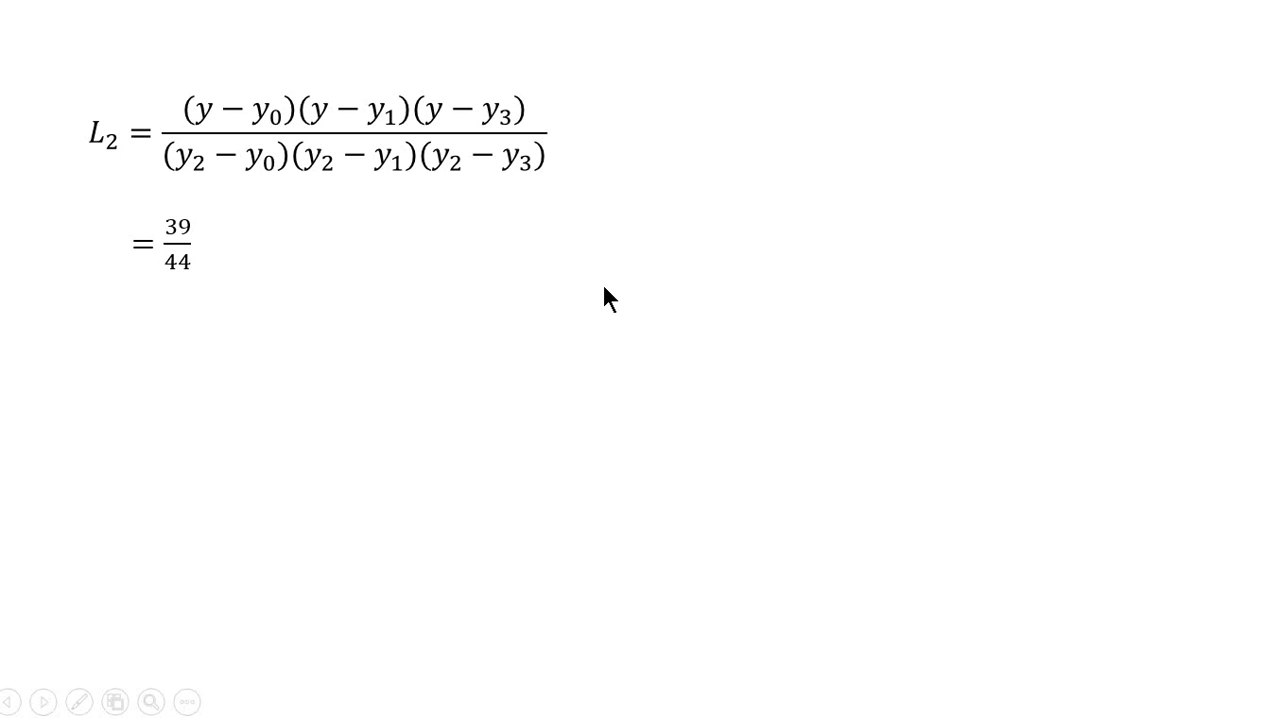 L₂ = (y − y₀)(y − y₁)(y − y₃) / (y₂ − y₀)(y₂ − y₁)(y₂ − y₃)
= 39/44